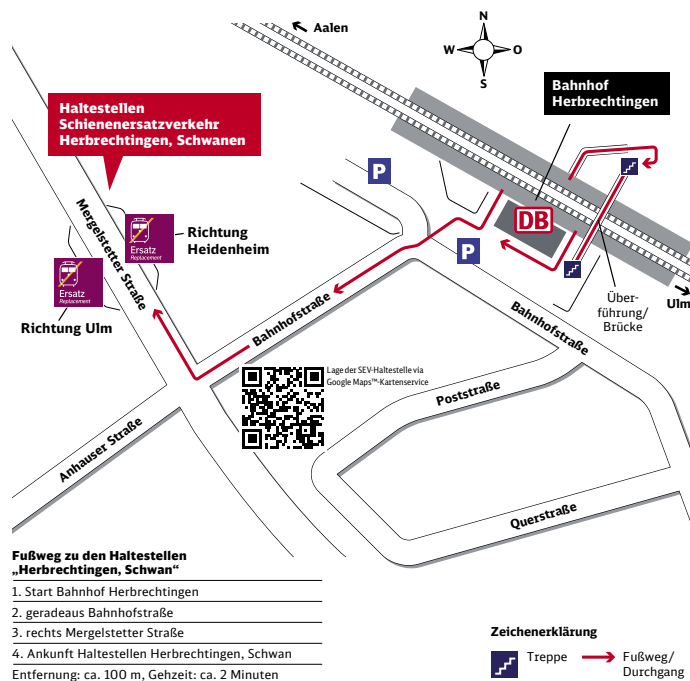 N
W
O
S
Aalen
Bahnhof
Herbrechtingen
Haltestellen
Schienenersatzverkehr
Herbrechtingen, Schwanen
P
P
DB
Mergelstetter Straße
Ersatz
Replacement
Richtung
Heidenheim
Ersatz
Replacement
Richtung Ulm
Ulm
Über-
führung/
Brücke
Bahnhofstraße
Bahnhofstraße
Lage der SEV-Haltestelle via
Google Maps™-Kartenservice
Poststraße
Anhauser Straße
Querstraße
Fußweg zu den Haltestellen
„Herbrechtingen, Schwan“
1. Start Bahnhof Herbrechtingen
2. geradeaus Bahnhofstraße
3. rechts Mergelstetter Straße
4. Ankunft Haltestellen Herbrechtingen, Schwan
Entfernung: ca. 100 m, Gehzeit: ca. 2 Minuten
Zeichenerklärung
Treppe
Fußweg/
Durchgang